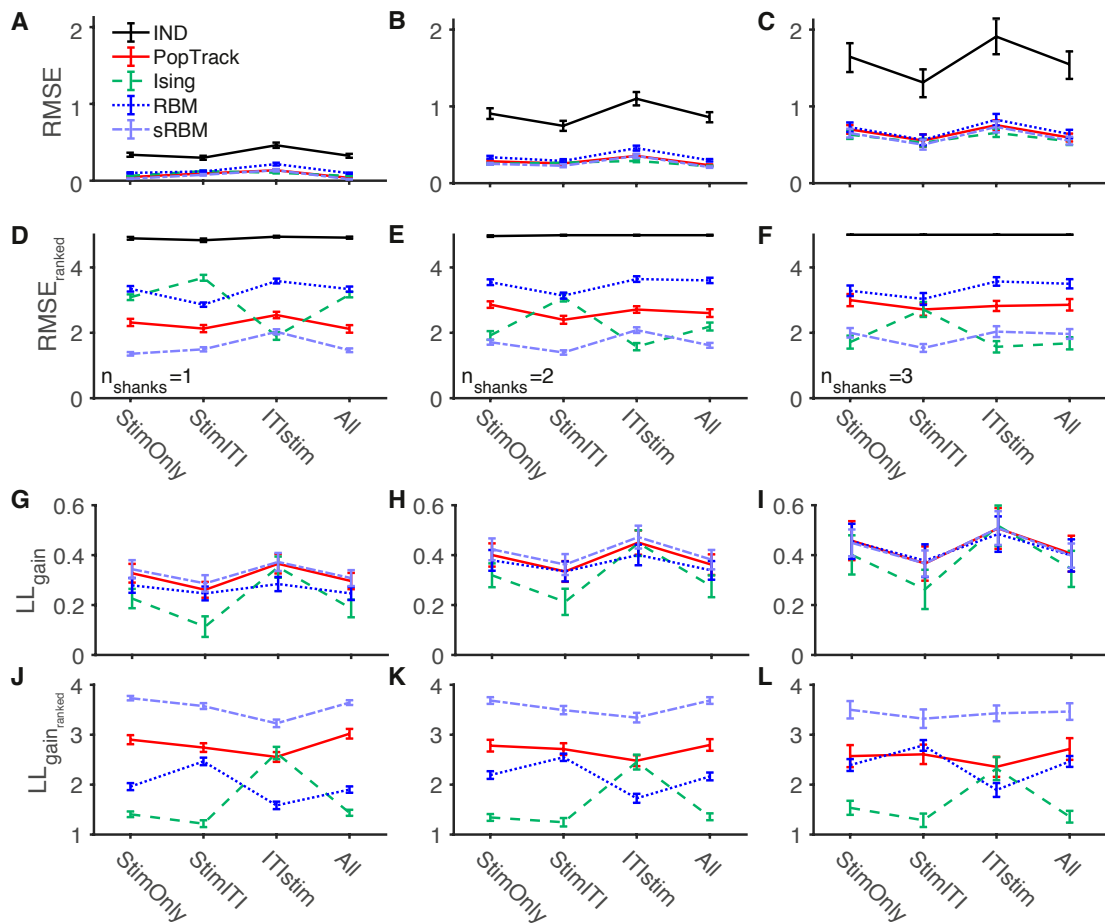 A
B
C
2
2
2
IND
PopTrack
Ising
RBM
sRBM
RMSE
1
1
1
0
0
0
D
E
F
RMSE_ranked
4
4
4
2
2
2
n_shanks=1
n_shanks=2
n_shanks=3
0
0
0
StimOnly
StimITI
ITIstim
All
StimOnly
StimITI
ITIstim
All
StimOnly
StimITI
ITIstim
All
G
H
I
0.6
0.6
0.6
LL_gain
0.4
0.4
0.4
0.2
0.2
0.2
0
0
0
J
K
L
4
4
4
LL_gain_ranked
3
3
3
2
2
2
1
1
1
StimOnly
StimITI
ITIstim
All
StimOnly
StimITI
ITIstim
All
StimOnly
StimITI
ITIstim
All